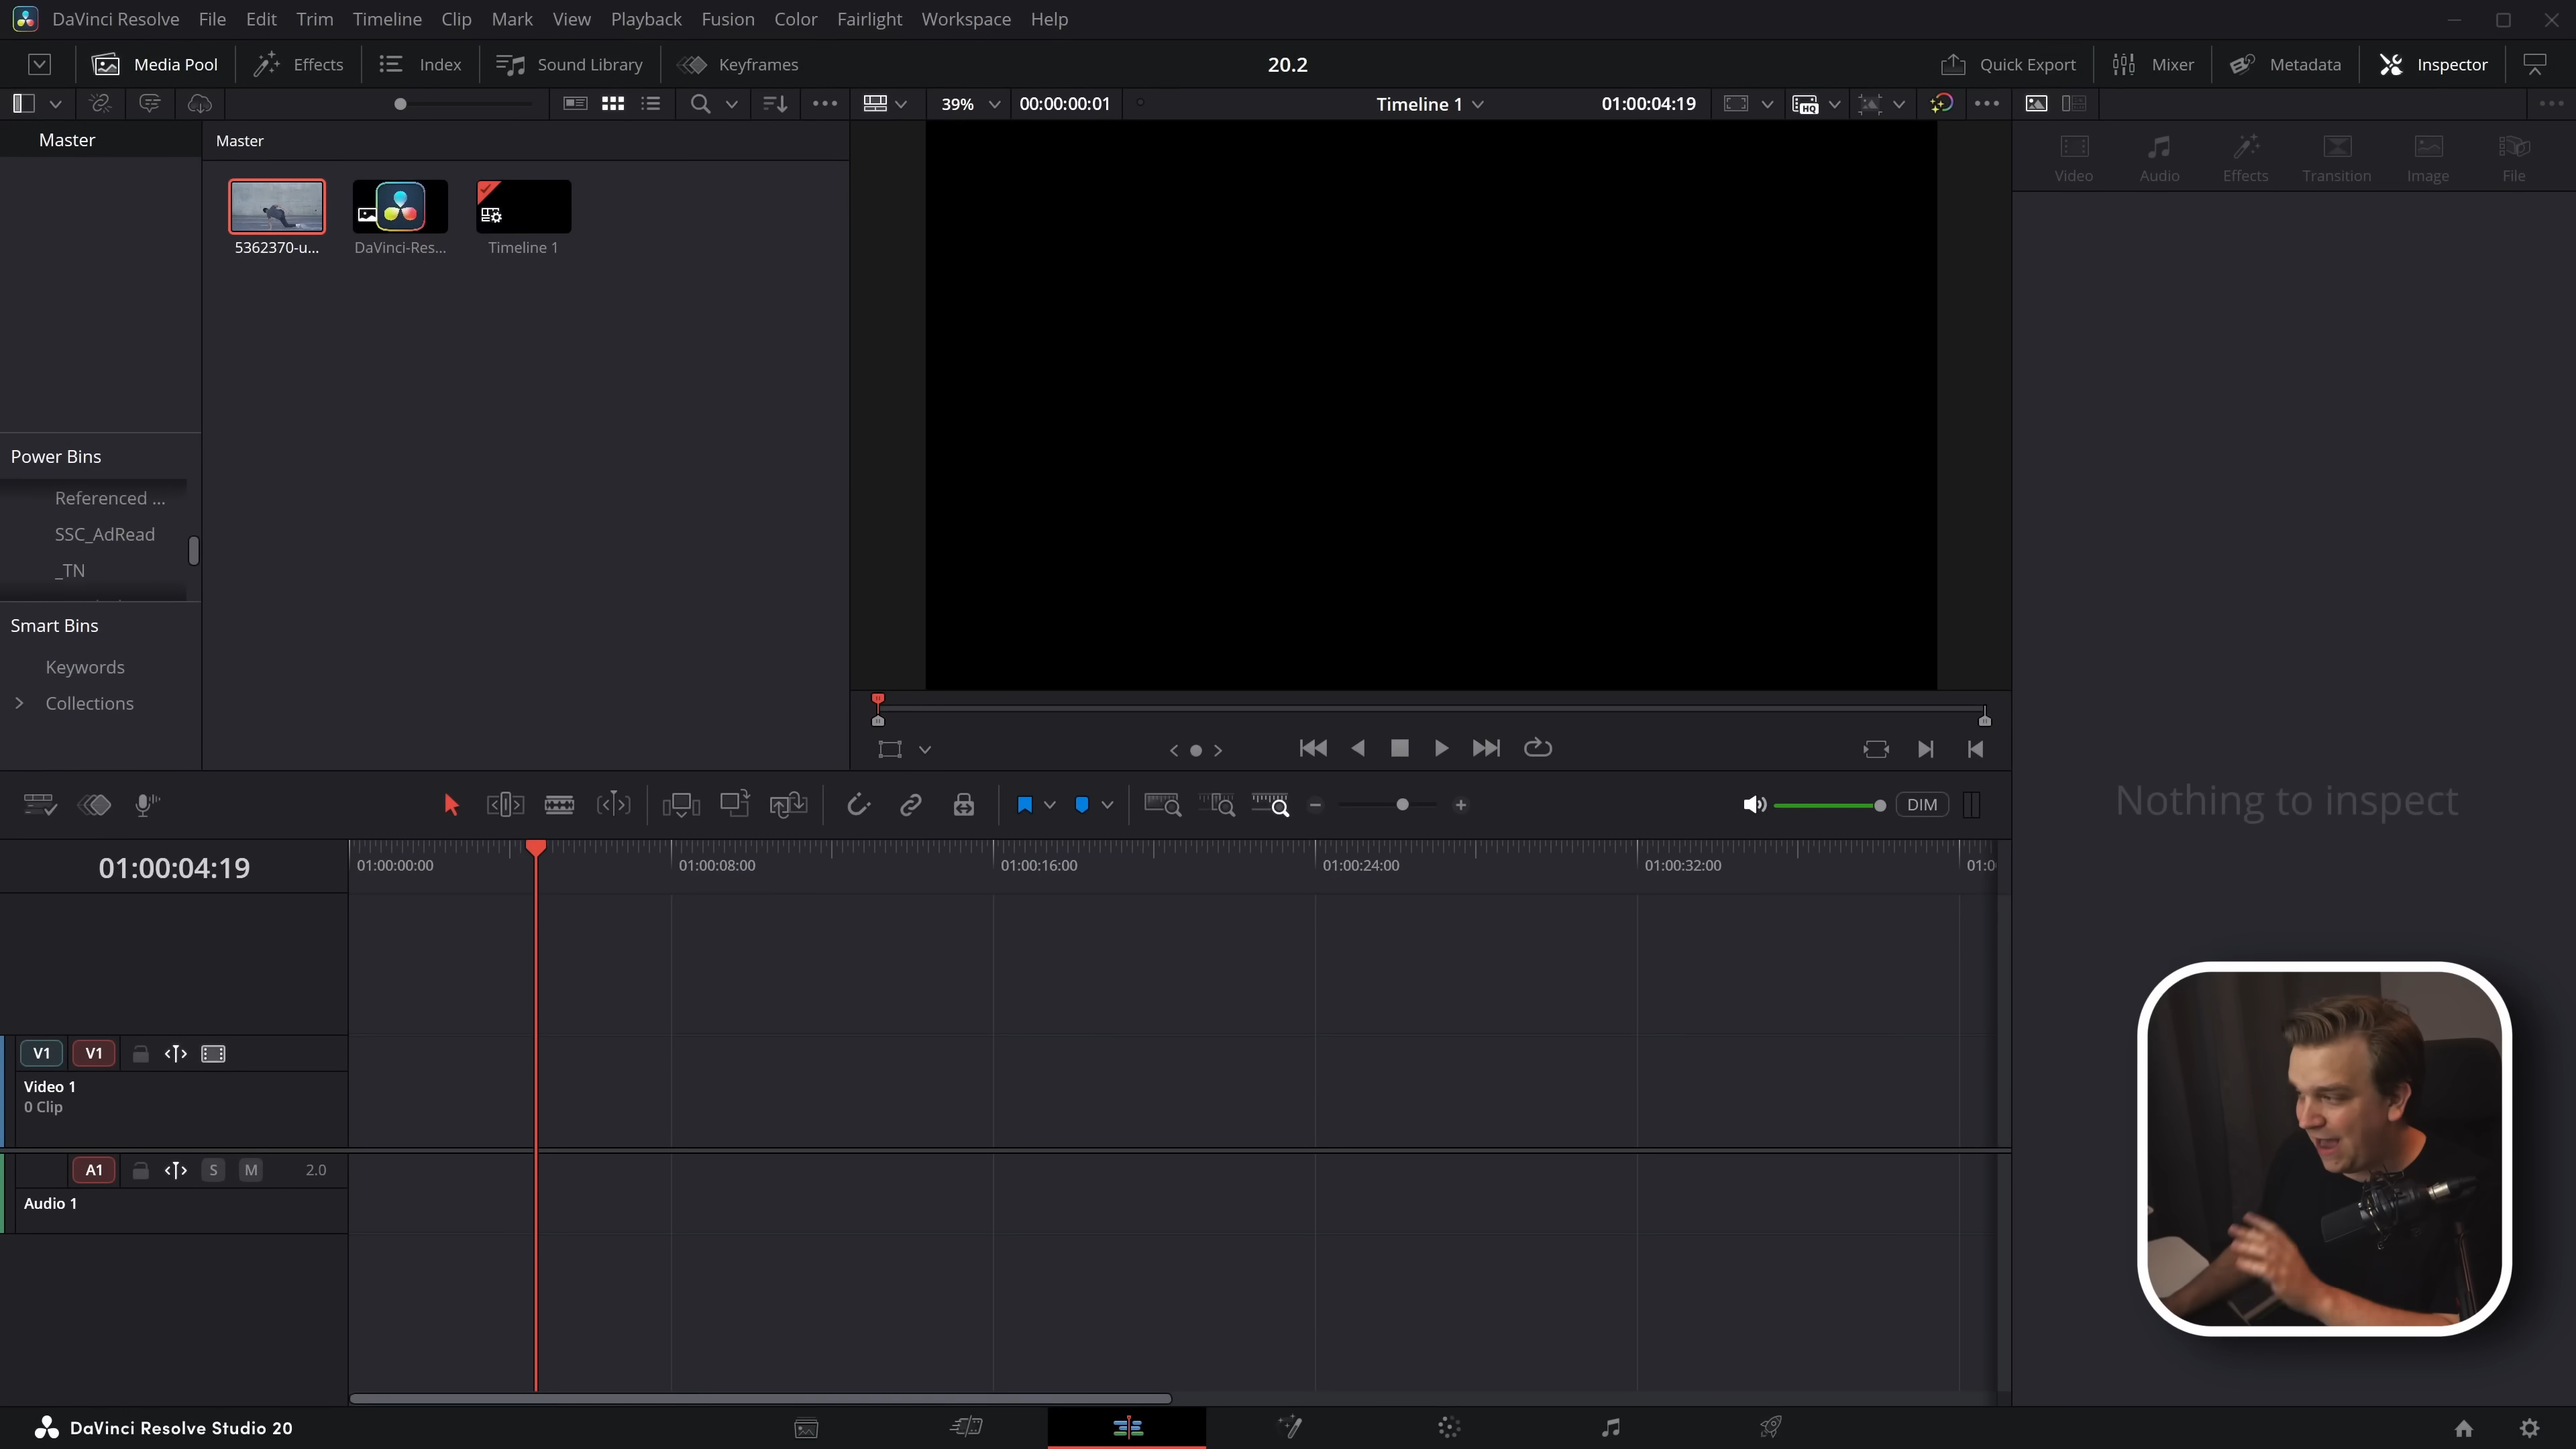 DaVinci Resolve File Edit Trim Timeline Clip Mark View Playback Fusion Color Fairlight Workspace Help
Media Pool Effects Index Sound Library Keyframes 20.2 Quick Export Mixer Metadata Inspector
39% 00:00:00:01 Timeline 1 01:00:04:19
Master
Master
Video Audio Effects Transition Image File
5362370-u... DaVinci-Res... Timeline 1
Power Bins
Referenced ...
SSC_AdRead
_TN
Smart Bins
Keywords
Collections
Nothing to inspect
DIM
01:00:04:19
01:00:00:00 01:00:08:00 01:00:16:00 01:00:24:00 01:00:32:00 01:0
V1 V1
Video 1
0 Clip
A1 S M 2.0
Audio 1
DaVinci Resolve Studio 20